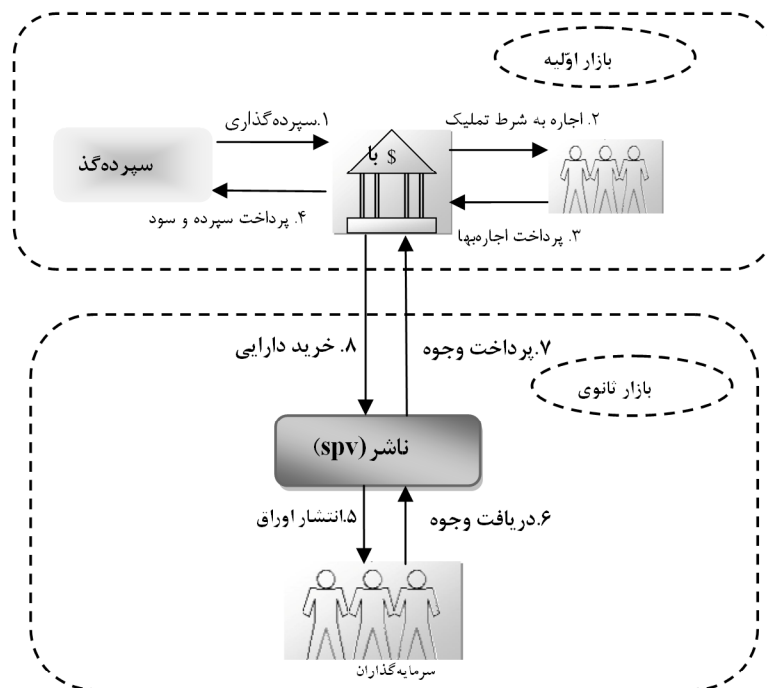 بازار اوّلیه
۱.سپرده‌گذاری
۲. اجاره به شرط تملیک
سپرده‌گذ
$ با
۴. پرداخت سپرده و سود
۳. پرداخت اجاره‌بها
۸. خرید دارایی
۷.پرداخت وجوه
بازار ثانوی
ناشر (spv)
۵.انتشار اوراق
۶.دریافت وجوه
سرمایه‌گذاران